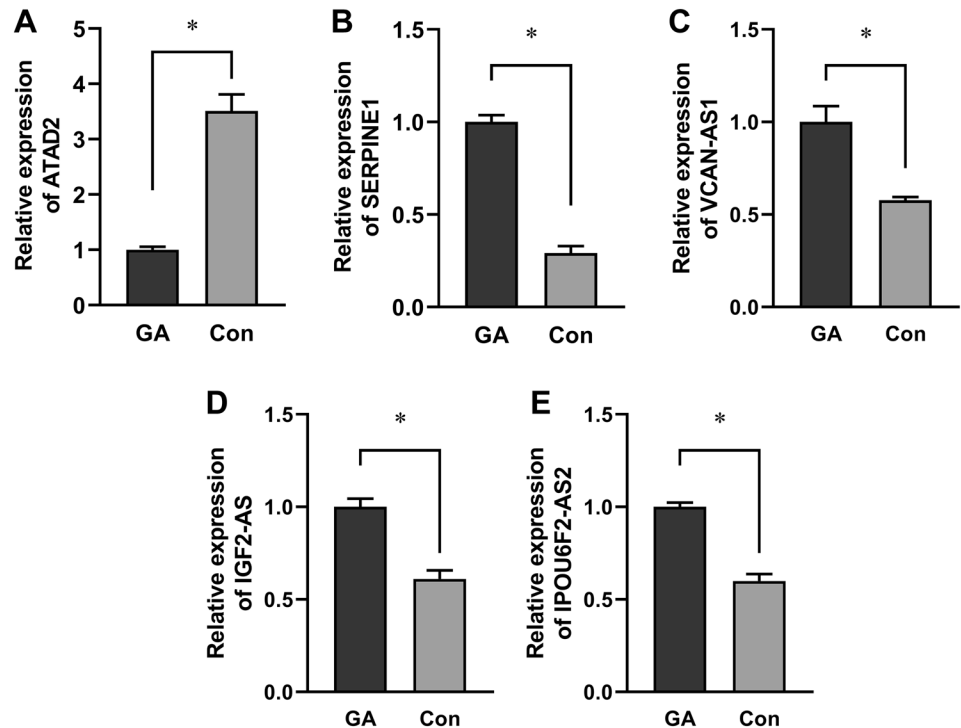 A
Relative expression
of ATAD2
5
4
3
2
1
0
*
GA
Con
B
Relative expression
of SERPINE1
1.5
1.0
0.5
0.0
*
GA
Con
C
Relative expression
of VCAN-AS1
1.5
1.0
0.5
0.0
*
GA
Con
D
Relative expression
of IGF2-AS
1.5
1.0
0.5
0.0
*
GA
Con
E
Relative expression
of IPOU6F2-AS2
1.5
1.0
0.5
0.0
*
GA
Con